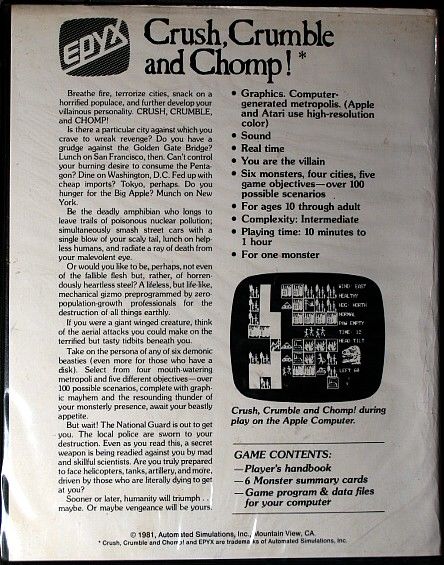 EPYX
Crush, Crumble
and Chomp!*
Breathe fire, terrorize cities, snack on a
horrified populace, and further develop your
villainous personality. CRUSH, CRUMBLE,
and CHOMP!
Is there a particular city against which you
crave to wreak revenge? Do you have a
grudge against the Golden Gate Bridge?
Lunch on San Francisco, then. Can't control
your burning desire to consume the Penta-
gon? Dine on Washington, D.C. Fed up with
cheap imports? Tokyo, perhaps. Do you
hunger for the Big Apple? Munch on New
York.
Be the deadly amphibian who longs to
leave trails of poisonous nuclear pollution;
simultaneously smash street cars with a
single blow of your scaly tail, lunch on help-
less humans, and radiate a ray of death from
your malevolent eye.
Or would you like to be, perhaps, not even
of the fallible flesh but, rather, of horren-
dously heartless steel? A lifeless, but life-like,
mechanical gizmo preprogrammed by zero-
population-growth professionals for the
destruction of all things earthly.
If you were a giant winged creature, think
of the aerial attacks you could make on the
terrified but tasty tidbits beneath you.
Take on the persona of any of six demonic
beasties (even more for those who have a
disk). Select from four mouth-watering
metropoli and five different objectives—over
100 possible scenarios, complete with graph-
ic mayhem and the resounding thunder of
your monsterly presence, await your beastly
appetite.
But wait! The National Guard is out to get
you. The local police are sworn to your
destruction. Even as you read this, a secret
weapon is being readied against you by mad
and skillful scientists. Are you truly prepared
to face helicopters, tanks, artillery, and more,
driven by those who are literally dying to get
at you?
Sooner or later, humanity will triumph . .
maybe. Or maybe vengeance will be yours.
• Graphics. Computer-
generated metropolis. (Apple
and Atari use high-resolution
color)
• Sound
• Real time
• You are the villain
• Six monsters, four cities, five
game objectives—over 100
possible scenarios
• For ages 10 through adult
• Complexity: Intermediate
• Playing time: 10 minutes to
1 hour
• For one monster
WIND EAST
HEALTHY
HDG: NORTH
NORMAL
PAW EMPTY
TIME 12
HEAD TILT
LEFT 60
Crush, Crumble and Chomp! during
play on the Apple Computer.
GAME CONTENTS:
—Player's handbook
—6 Monster summary cards
—Game program & data files
for your computer
© 1981, Automated Simulations, Inc., Mountain View, CA
* Crush, Crumble and Chomp! and EPYX are trademarks of Automated Simulations, Inc.